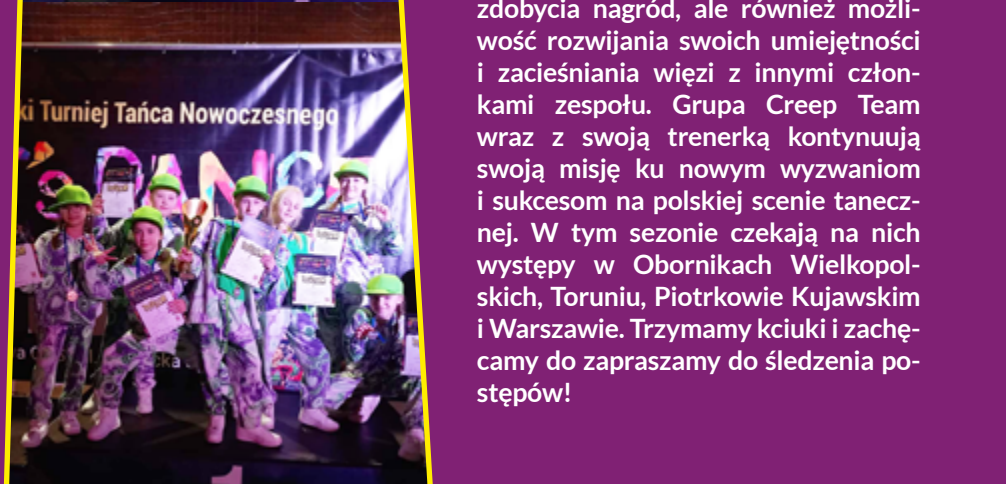 ki Turniej Tańca Nowoczesnego
DANC
zdobycia nagród, ale również możli-
wość rozwijania swoich umiejętności
i zacieśniania więzi z innymi człon-
kami zespołu. Grupa Creep Team
wraz z swoją trenerką kontynuują
swoją misję ku nowym wyzwaniom
i sukcesom na polskiej scenie tanecz-
nej. W tym sezonie czekają na nich
występy w Obornikach Wielkopol-
skich, Toruniu, Piotrkowie Kujawskim
i Warszawie. Trzymamy kciuki i zachę-
camy do zapraszamy do śledzenia po-
stępów!